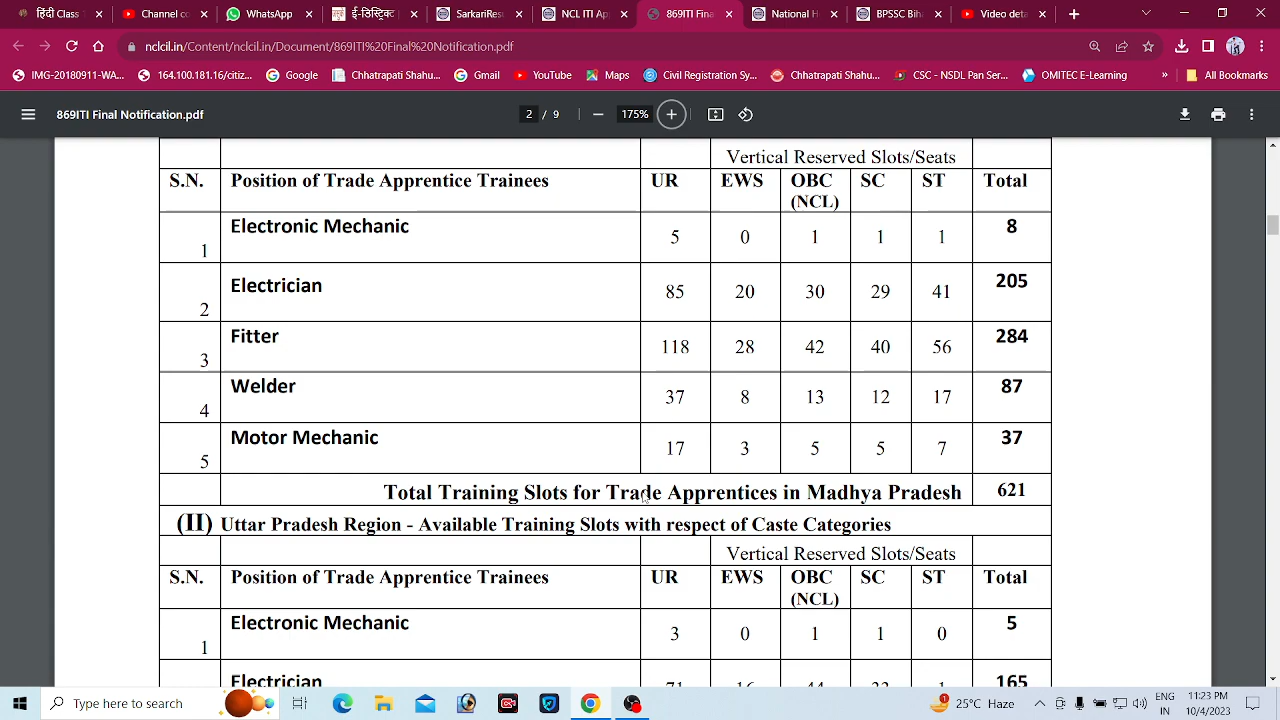 हिंदी Class
Channel co
WhatsApp
ई-डिस्ट्रिक्ट
SarkariRes
NCL ITI Ap
869ITI Fina
National H
BPSSC Biha
Video deta
nclcil.in/Content/nclcil.in/Document/869ITI%20Final%20Notification.pdf
IMG-20180911-WA...
164.100.181.16/citiz...
Google
Chhatrapati Shahu...
Gmail
YouTube
Maps
Civil Registration Sy...
Chhatrapati Shahu...
CSC - NSDL Pan Ser...
OMITEC E-Learning
»
All Bookmarks
869ITI Final Notification.pdf
2 / 9
175%
Vertical Reserved Slots/Seats
S.N. Position of Trade Apprentice Trainees UR EWS OBC (NCL) SC ST Total
1 Electronic Mechanic 5 0 1 1 1 8
2 Electrician 85 20 30 29 41 205
3 Fitter 118 28 42 40 56 284
4 Welder 37 8 13 12 17 87
5 Motor Mechanic 17 3 5 5 7 37
Total Training Slots for Trade Apprentices in Madhya Pradesh 621
(II) Uttar Pradesh Region - Available Training Slots with respect of Caste Categories
Vertical Reserved Slots/Seats
S.N. Position of Trade Apprentice Trainees UR EWS OBC (NCL) SC ST Total
1 Electronic Mechanic 3 0 1 1 0 5
Electrician 71 16 44 33 1 165
Type here to search
25°C Haze
ENG
IN
11:23 PM
10/4/2023